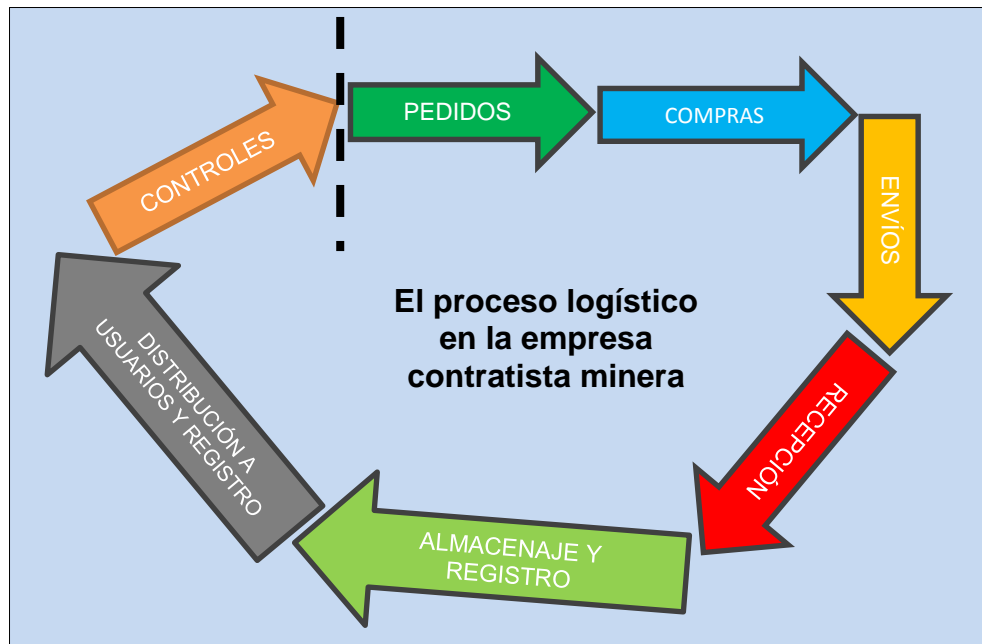 PEDIDOS
COMPRAS
ENVÍOS
RECEPCIÓN
ALMACENAJE Y
REGISTRO
DISTRIBUCIÓN A
USUARIOS Y REGISTRO
CONTROLES
El proceso logístico
en la empresa
contratista minera